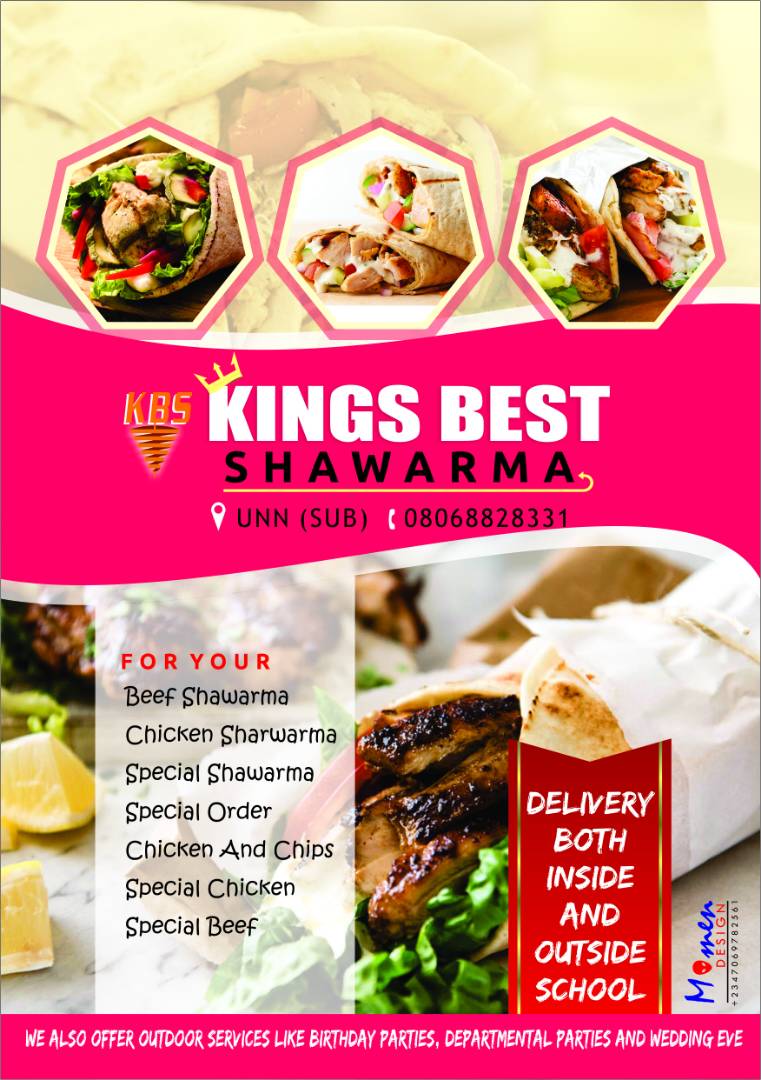 KBS
KINGS BEST
SHAWARMA
UNN (SUB) 08068828331
FOR YOUR
Beef Shawarma
Chicken Sharwarma
Special Shawarma
Special Order
Chicken And Chips
Special Chicken
Special Beef
DELIVERY
BOTH
INSIDE
AND
OUTSIDE
SCHOOL
Momen
DESIGN
+2347069782561
WE ALSO OFFER OUTDOOR SERVICES LIKE BIRTHDAY PARTIES, DEPARTMENTAL PARTIES AND WEDDING EVE